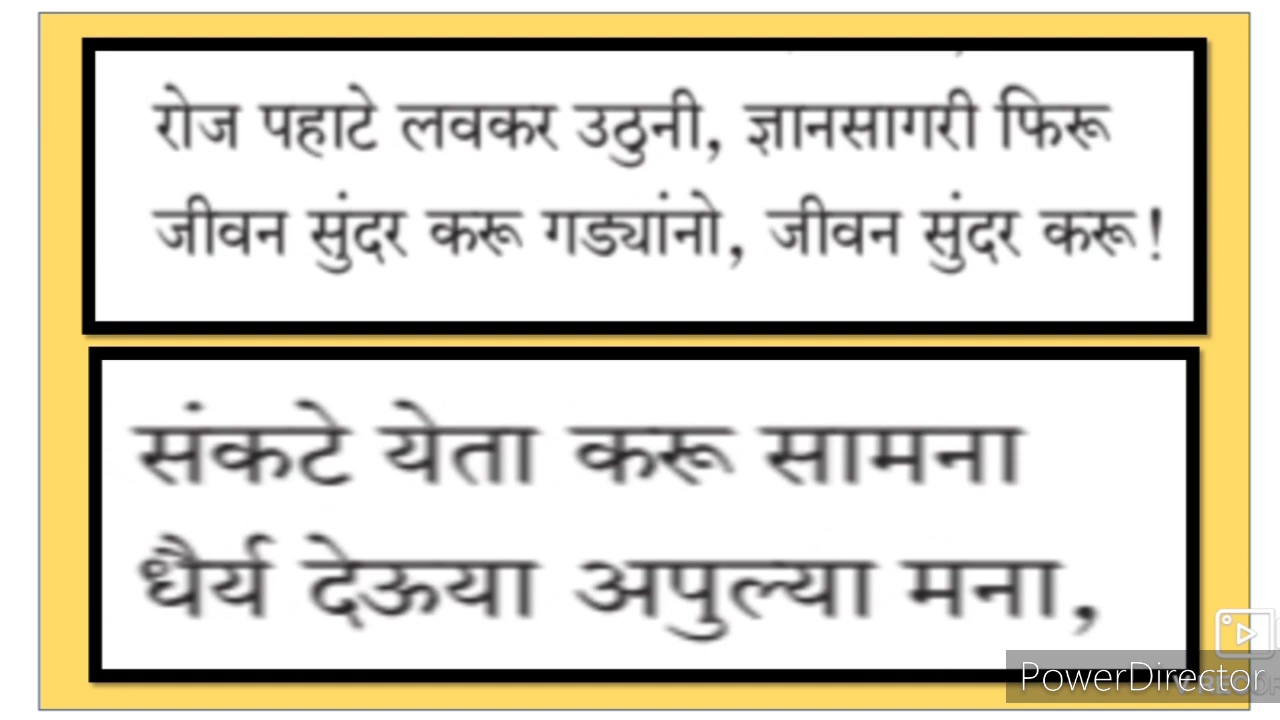 रोज पहाटे लवकर उठुनी, ज्ञानसागरी फिरू
जीवन सुंदर करू गड्यांनो, जीवन सुंदर करू!
संकटे येता करू सामना
धैर्य देऊया अपुल्या मना,
PowerDirector